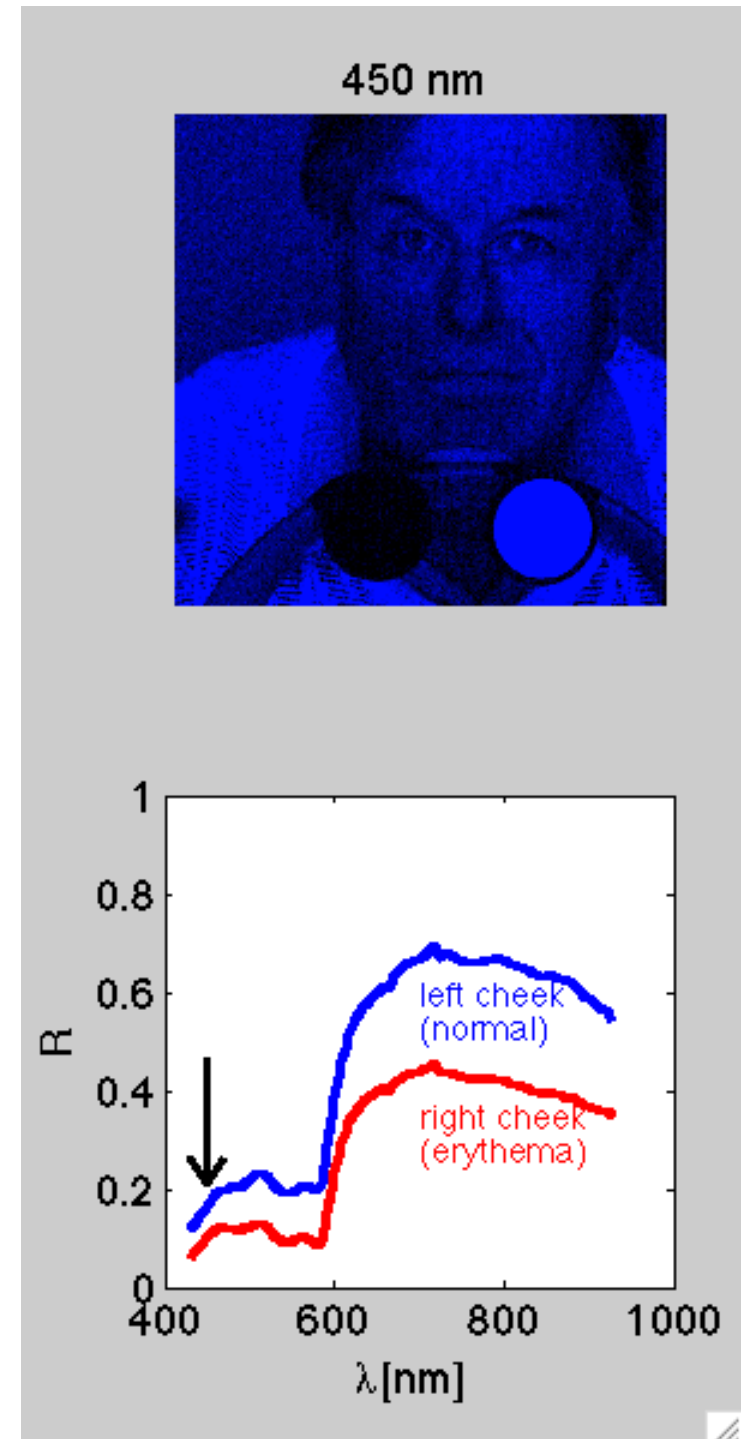 450 nm
1
0.8
0.6
0.4
0.2
0
R
left cheek
(normal)
right cheek
(erythema)
400
600
800
1000
λ[nm]